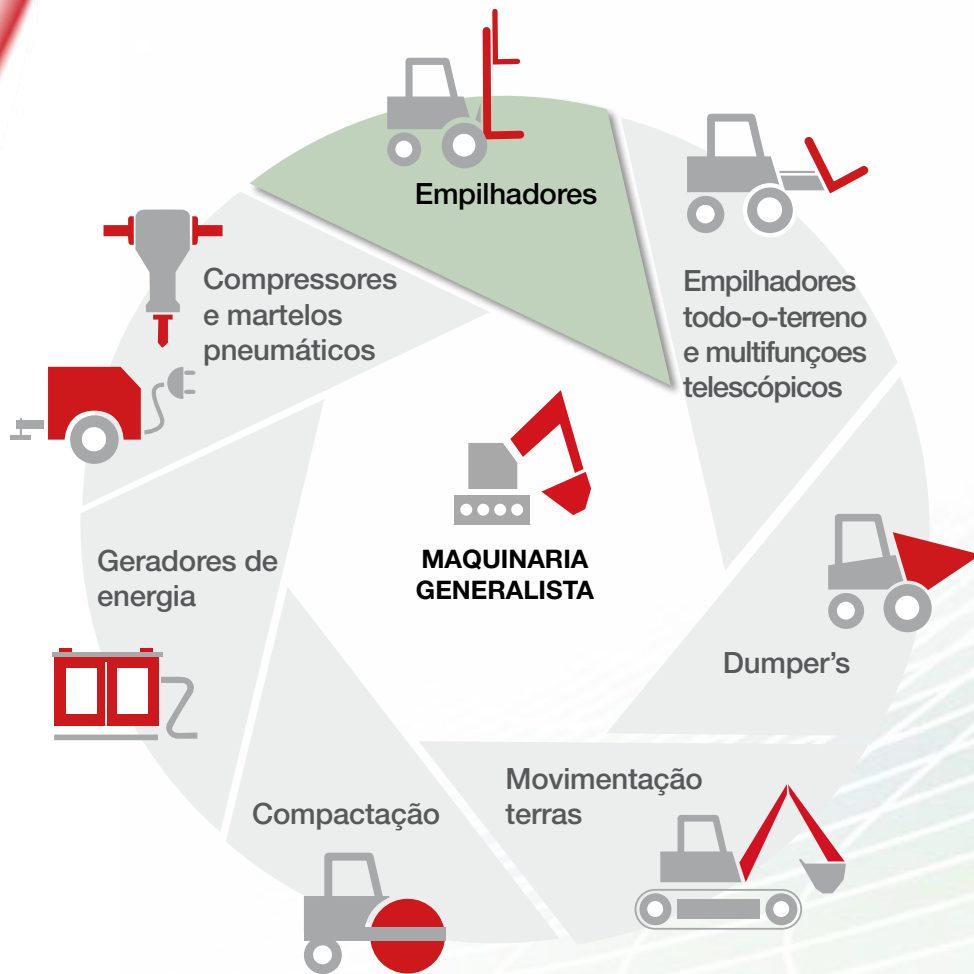 Empilhadores
Empilhadores
todo-o-terreno
e multifunçoes
telescópicos
Dumper's
Movimentação
terras
Compactação
Geradores de
energia
Compressores
e martelos
pneumáticos
MAQUINARIA
GENERALISTA